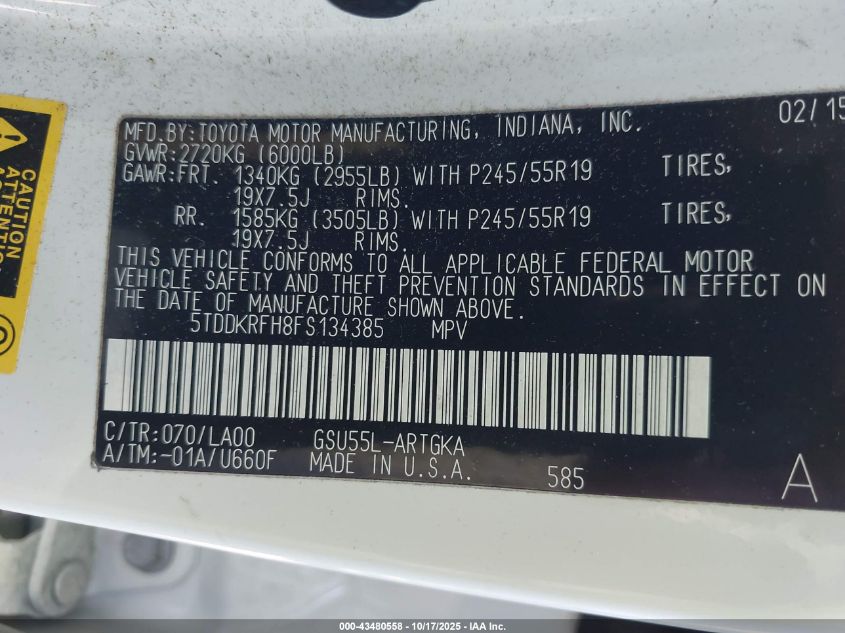 CAUTION
ATTENTION
MFD.BY:TOYOTA MOTOR MANUFACTURING, INDIANA, INC. 02/15
GVWR:2720KG (6000LB)
GAWR:FRT. 1340KG (2955LB) WITH P245/55R19 TIRES,
19X7.5J RIMS.
RR. 1585KG (3505LB) WITH P245/55R19 TIRES,
19X7.5J RIMS.
THIS VEHICLE CONFORMS TO ALL APPLICABLE FEDERAL MOTOR
VEHICLE SAFETY AND THEFT PREVENTION STANDARDS IN EFFECT ON
THE DATE OF MANUFACTURE SHOWN ABOVE.
5TDDKRFH8FS134385 MPV
C/TR:070/LA00 GSU55L-ARTGKA
A/TM:-01A/U660F MADE IN U.S.A. 585 A
000-43480558 - 10/17/2025 - IAA Inc.